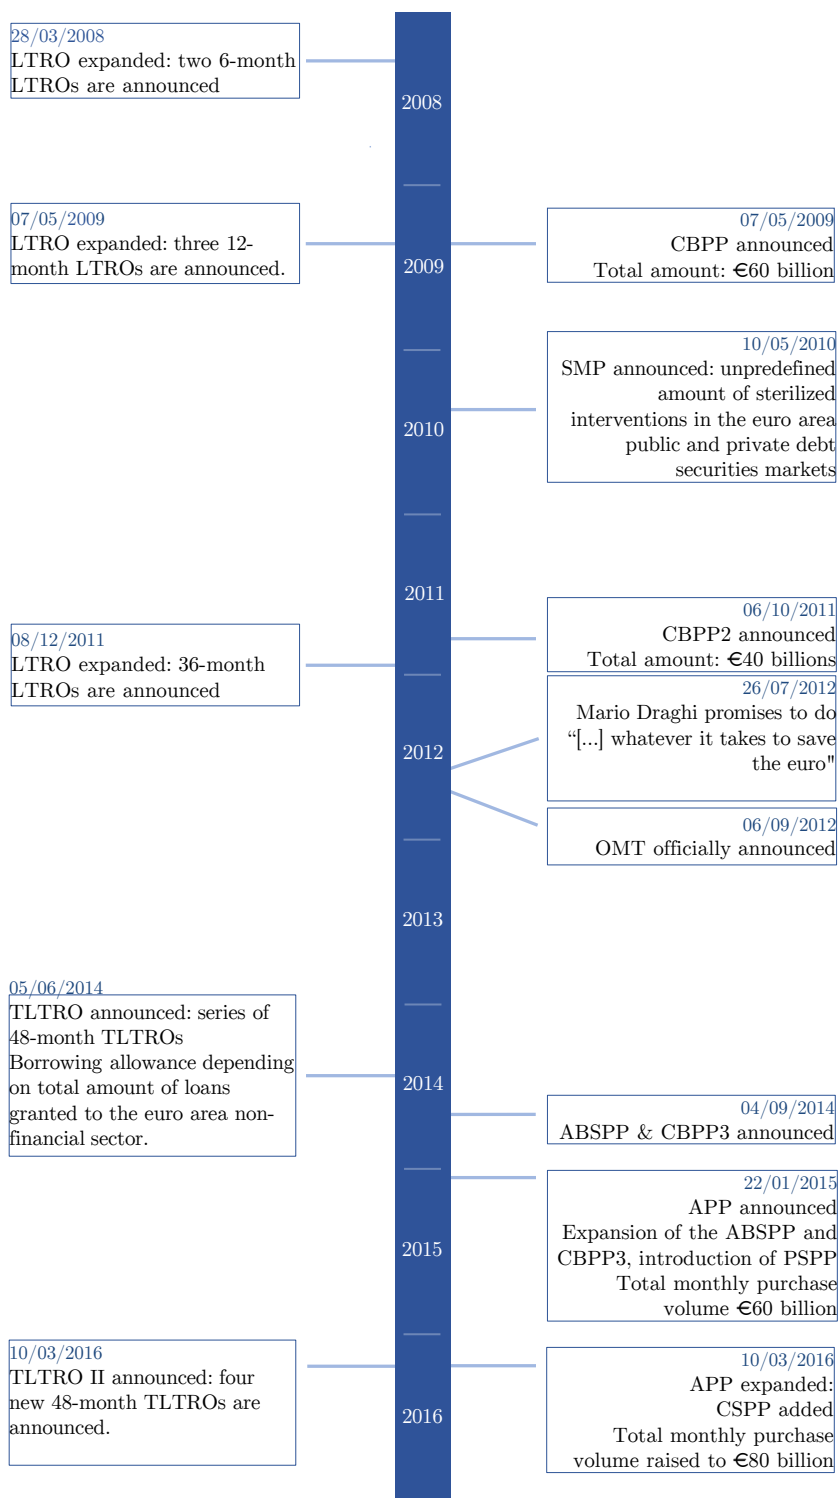 28/03/2008
LTRO expanded: two 6-month
LTROs are announced
2008
07/05/2009
LTRO expanded: three 12-
month LTROs are announced.
07/05/2009
CBPP announced
Total amount: €60 billion
2009
10/05/2010
SMP announced: unpredefined
amount of sterilized
interventions in the euro area
public and private debt
securities markets
2010
2011
06/10/2011
CBPP2 announced
Total amount: €40 billions
08/12/2011
LTRO expanded: 36-month
LTROs are announced
26/07/2012
Mario Draghi promises to do
“[...] whatever it takes to save
the euro"
2012
06/09/2012
OMT officially announced
2013
05/06/2014
TLTRO announced: series of
48-month TLTROs
Borrowing allowance depending
on total amount of loans
granted to the euro area non-
financial sector.
2014
04/09/2014
ABSPP & CBPP3 announced
22/01/2015
APP announced
Expansion of the ABSPP and
CBPP3, introduction of PSPP
Total monthly purchase
volume €60 billion
2015
10/03/2016
TLTRO II announced: four
new 48-month TLTROs are
announced.
10/03/2016
APP expanded:
CSPP added
Total monthly purchase
volume raised to €80 billion
2016